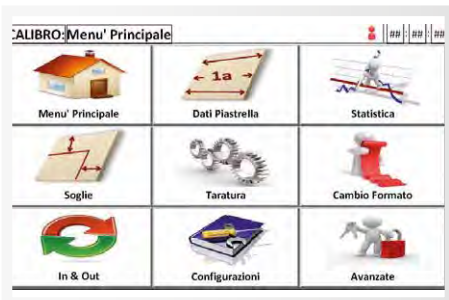 CALIBRO: Menu' Principale ## : ## : ##
Menu' Principale
1a
Dati Piastrella
Statistica
Soglie
Taratura
Cambio Formato
In & Out
Configurazioni
Avanzate